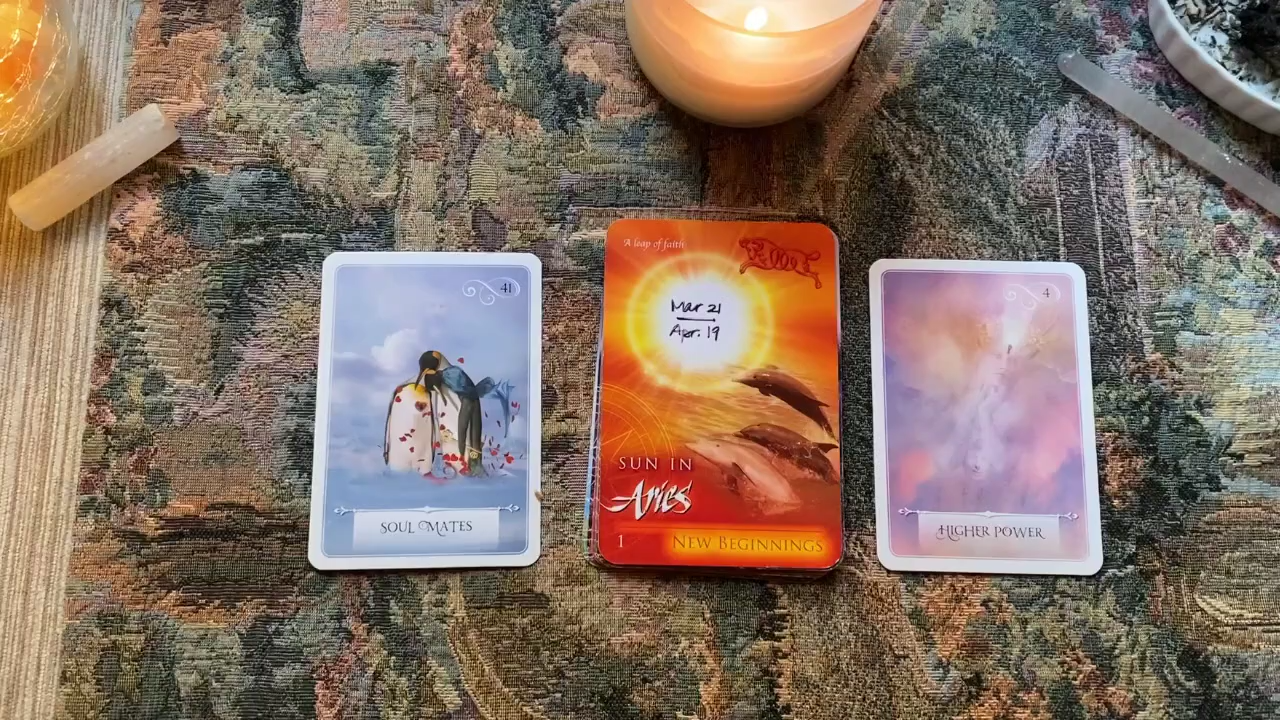 41
SOUL MATES
A leap of faith
Mar 21
Apr. 19
SUN IN
Aries
1
NEW BEGINNINGS
4
HIGHER POWER